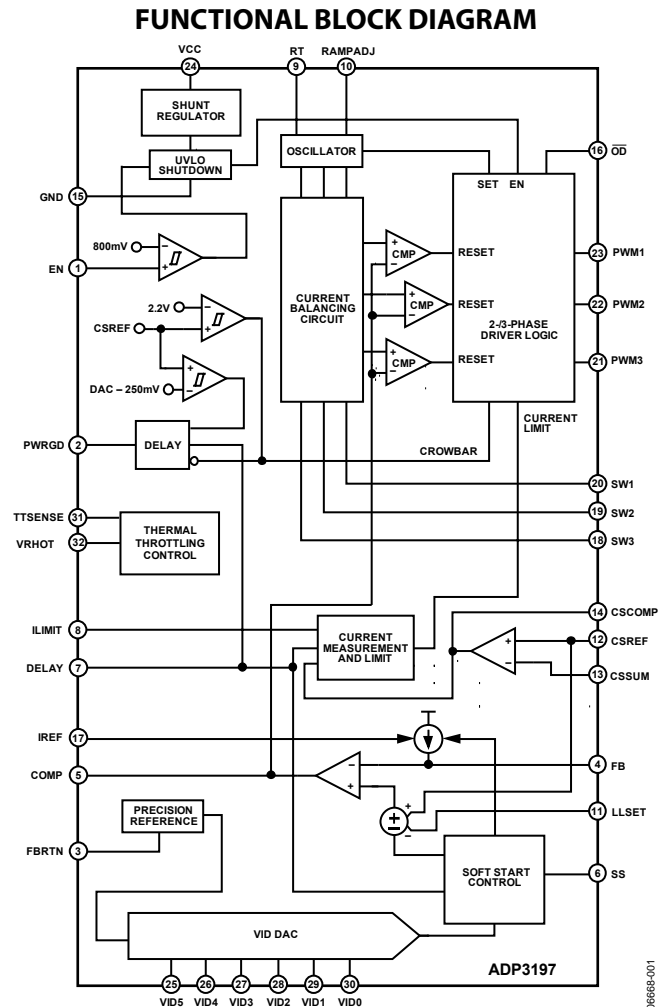 FUNCTIONAL BLOCK DIAGRAM
VCC
RT
RAMPADJ
24
9
10
SHUNT
REGULATOR
UVLO
SHUTDOWN
OSCILLATOR
16
OD
SET EN
GND
15
800mV
–
+
EN
1
CURRENT
BALANCING
CIRCUIT
+
CMP
–
RESET
23
PWM1
2.2V
–
+
CSREF
+
CMP
–
RESET
2-/3-PHASE
DRIVER LOGIC
22
PWM2
+
CMP
–
RESET
21
PWM3
+
–
DAC – 250mV
CURRENT
LIMIT
PWRGD
2
DELAY
CROWBAR
20
SW1
19
SW2
18
SW3
TTSENSE
31
VRHOT
32
THERMAL
THROTTLING
CONTROL
14
CSCOMP
ILIMIT
8
CURRENT
MEASUREMENT
AND LIMIT
+
–
12
CSREF
DELAY
7
13
CSSUM
IREF
17
COMP
5
–
+
4
FB
+
–
±
11
LLSET
PRECISION
REFERENCE
FBRTN
3
SOFT START
CONTROL
6
SS
VID DAC
ADP3197
25
26
27
28
29
30
VID5
VID4
VID3
VID2
VID1
VID0
06668-001